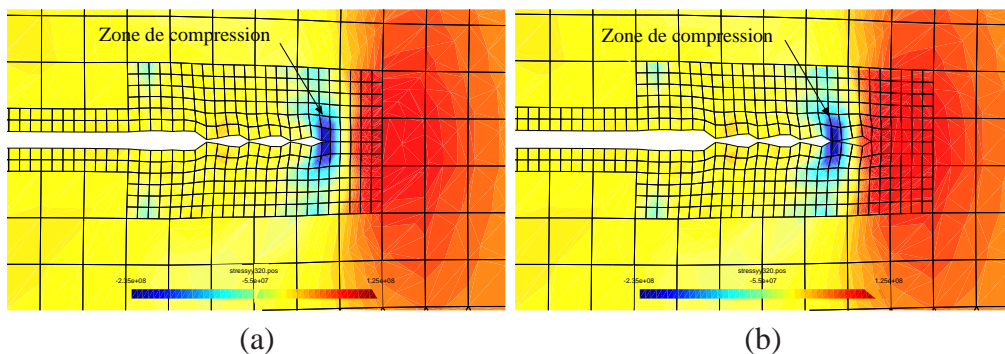 Zone de compression
stressyy320.pos
-2.35e+08 -5.5e+07 1.25e+08
(a)
Zone de compression
stressyy320.pos
-2.35e+08 -5.5e+07 1.25e+08
(b)